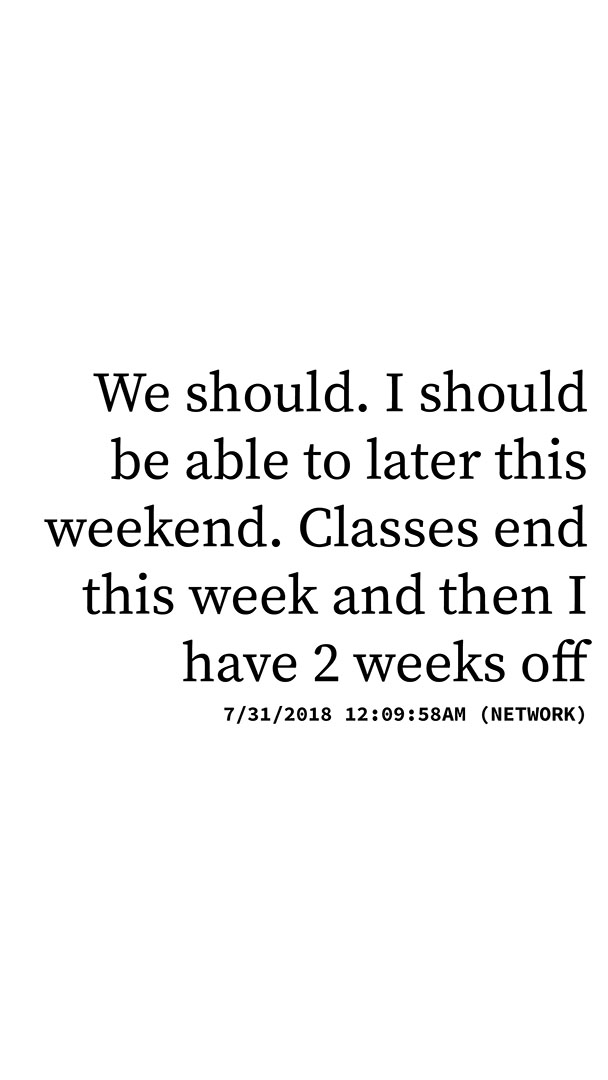 We should. I should
be able to later this
weekend. Classes end
this week and then I
have 2 weeks off
7/31/2018 12:09:58AM (NETWORK)